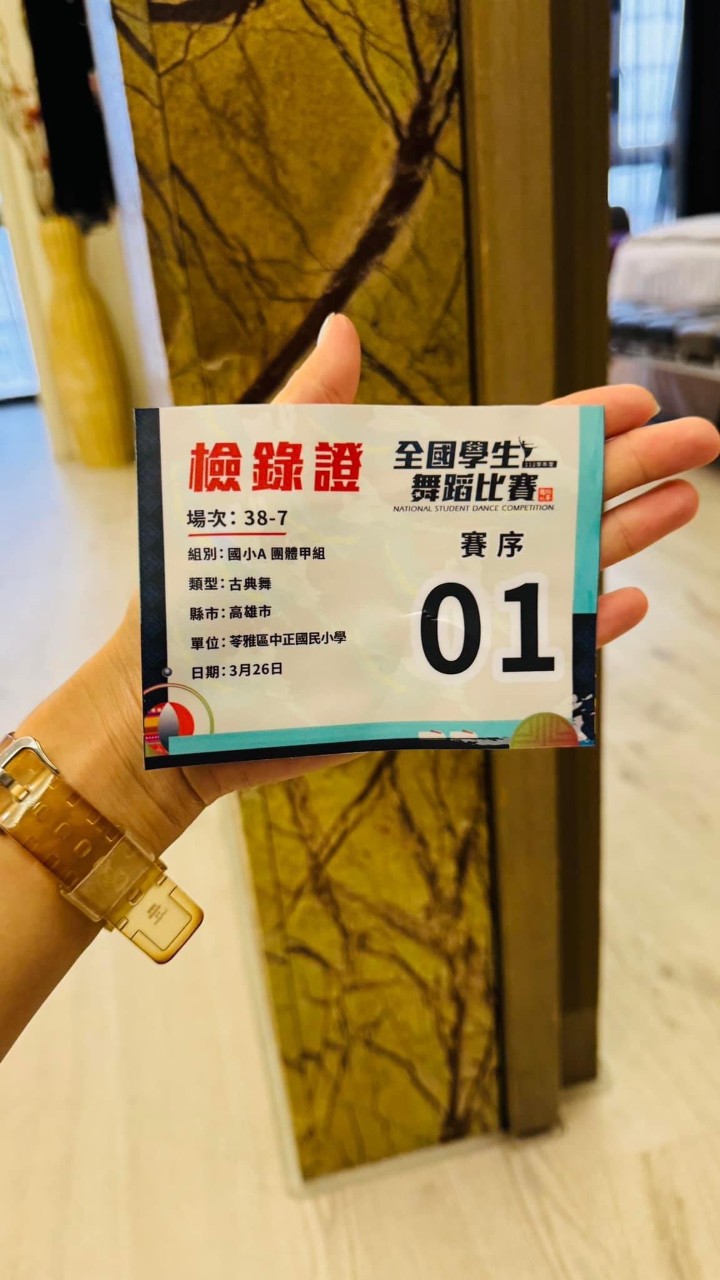 檢錄證
場次：38-7
組別：國小A 團體甲組
類型：古典舞
縣市：高雄市
單位：苓雅區中正國民小學
日期：3月26日
全國學生
舞蹈比賽
NATIONAL STUDENT DANCE COMPETITION
賽序
01